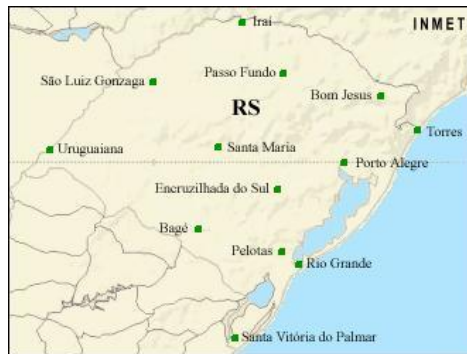 Iraí
INMET
Passo Fundo
São Luiz Gonzaga
Bom Jesus
RS
Torres
Uruguaiana
Santa Maria
Porto Alegre
Encruzilhada do Sul
Bagé
Pelotas
Rio Grande
Santa Vitória do Palmar